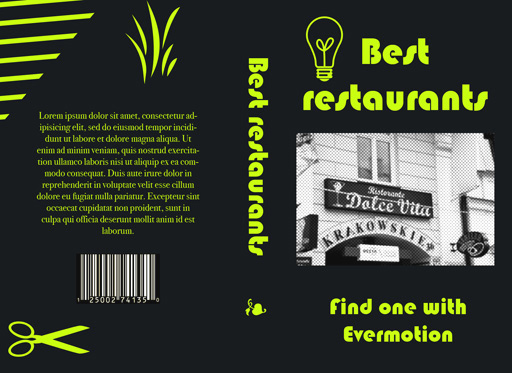 Lorem ipsum dolor sit amet, consectetur ad-
ipisicing elit, sed do eiusmod tempor incidi-
dunt ut labore et dolore magna aliqua. Ut
enim ad minim veniam, quis nostrud exercita-
tion ullamco laboris nisi ut aliquip ex ea com-
modo consequat. Duis aute irure dolor in
reprehenderit in voluptate velit esse cillum
dolore eu fugiat nulla pariatur. Excepteur sint
occaecat cupidatat non proident, sunt in
culpa qui officia deserunt mollit anim id est
laborum.
1 25002 74135 0
Best restaurants
Best
restaurants
Ristorante
Dolce Vita
KRAKOWSKIE
Find one with
Evermotion